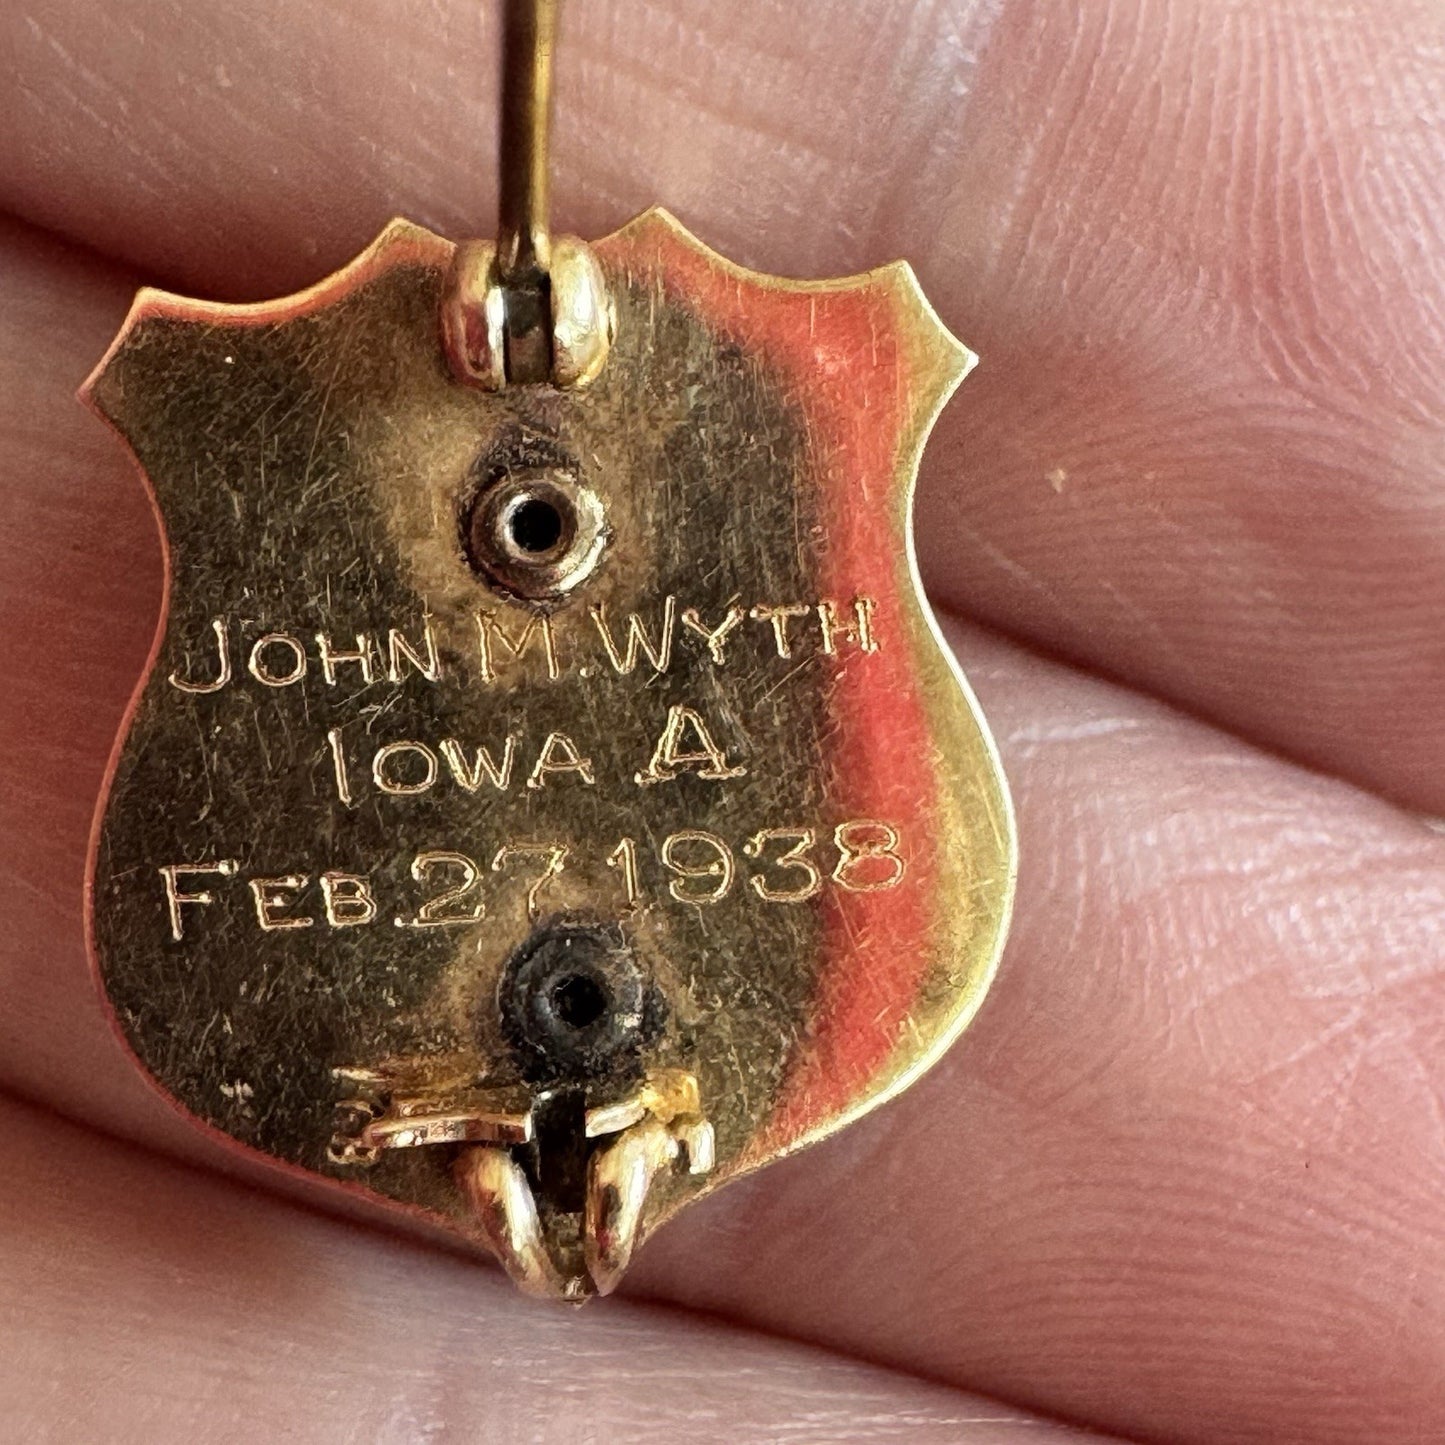 JOHN M. WYTH
IOWA A
FEB. 27 1938